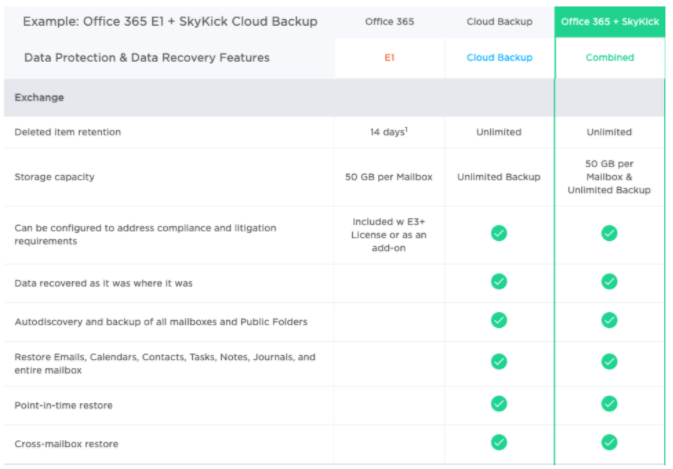 Example: Office 365 E1 + SkyKick Cloud Backup
Office 365
Cloud Backup
Office 365 + SkyKick
Data Protection & Data Recovery Features
E1
Cloud Backup
Combined
Exchange
Deleted item retention
14 days¹
Unlimited
Unlimited
Storage capacity
50 GB per Mailbox
Unlimited Backup
50 GB per
Mailbox &
Unlimited Backup
Can be configured to address compliance and litigation
requirements
Included w E3+
License or as an
add-on
Data recovered as it was where it was
Autodiscovery and backup of all mailboxes and Public Folders
Restore Emails, Calendars, Contacts, Tasks, Notes, Journals, and
entire mailbox
Point-in-time restore
Cross-mailbox restore